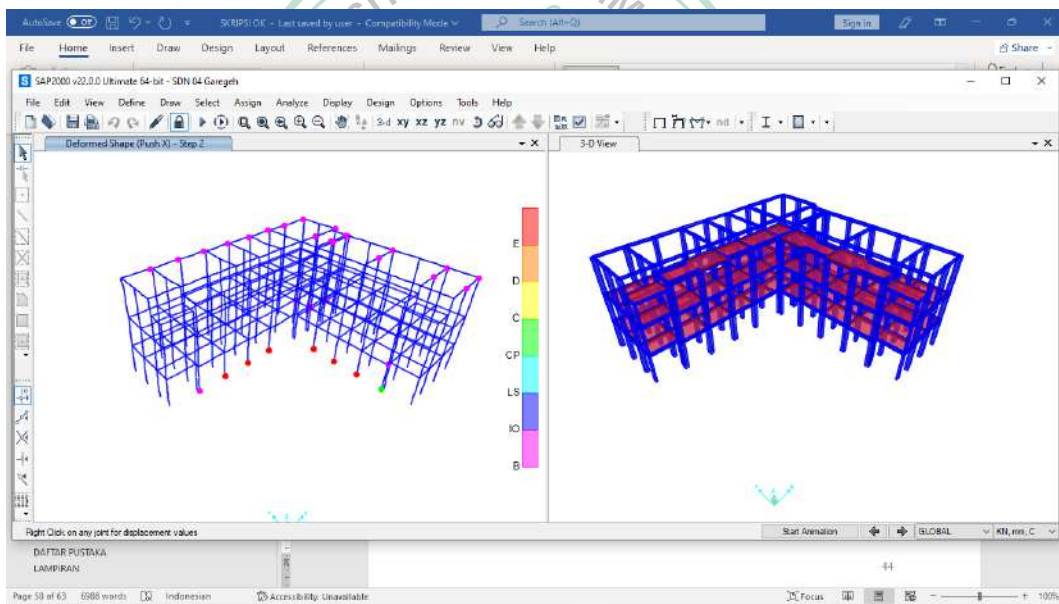 AutoSave Off SKRIPSI OK - Last saved by user - Compatibility Mode Search (Alt+Q) Sign in
File Home Insert Draw Design Layout References Mailings Review View Help Share
SAP2000 v22.0.0 Ultimate 64-bit - SDN 04 Garegeh
File Edit View Define Draw Select Assign Analyze Display Design Options Tools Help
3-d xy xz yz nv nd
Deformed Shape (Push X) - Step 2
3-D View
E
D
C
CP
LS
IO
B
Right Click on any joint for displacement values
Start Animation
GLOBAL
KN, mm, C
DAFTAR PUSTAKA
LAMPIRAN
44
Page 58 of 63 6988 words Indonesian Accessibility: Unavailable Focus 100%